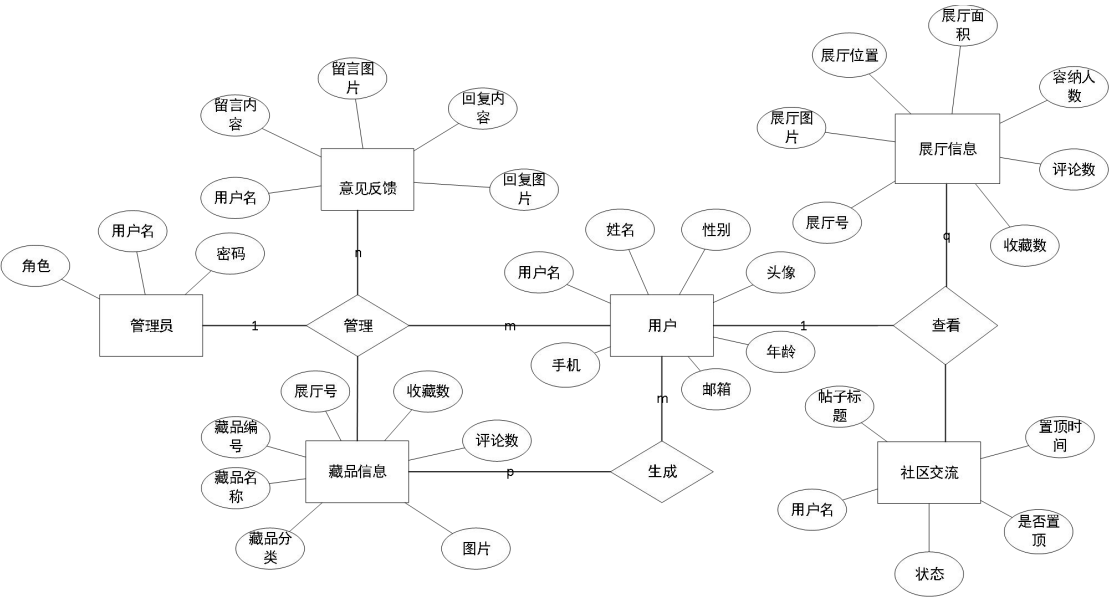 展厅面
积
展厅位置
容纳人
数
展厅图
片
展厅信息
评论数
展厅号
收藏数
q
留言图
片
留言内
容
回复内
容
意见反馈
用户名
回复图
片
n
用户名
密码
角色
管理员
1
管理
m
姓名
性别
用户名
头像
用户
1
查看
手机
年龄
邮箱
m
展厅号
收藏数
藏品编
号
评论数
藏品名
称
藏品信息
p
生成
藏品分
类
图片
帖子标
题
置顶时
间
社区交流
用户名
是否置
顶
状态